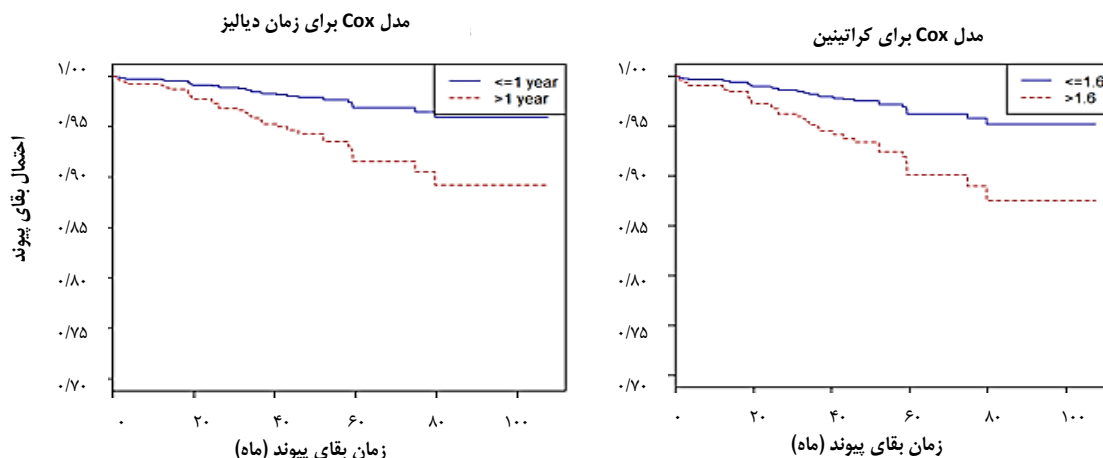 مدل Cox برای زمان دیالیز
<=1 year
>1 year
احتمال بقای پیوند
۱/۰۰
۰/۹۵
۰/۹۰
۰/۸۵
۰/۸۰
۰/۷۵
۰/۷۰
۰ ۲۰ ۴۰ ۶۰ ۸۰ ۱۰۰
زمان بقای پیوند (ماه)
مدل Cox برای کراتینین
<=1.6
>1.6
۱/۰۰
۰/۹۵
۰/۹۰
۰/۸۵
۰/۸۰
۰/۷۵
۰/۷۰
۰ ۲۰ ۴۰ ۶۰ ۸۰ ۱۰۰
زمان بقای پیوند (ماه)